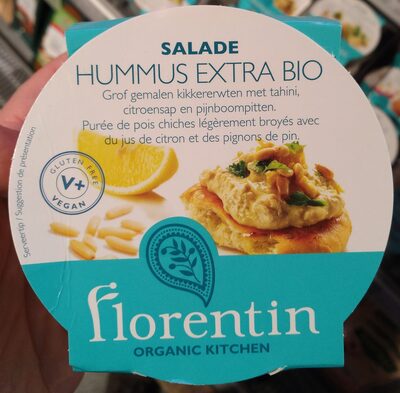 SALADE
HUMMUS EXTRA BIO
Grof gemalen kikkererwten met tahini,
citroensap en pijnboompitten.
Purée de pois chiches légèrement broyés avec
du jus de citron et des pignons de pin.
GLUTEN FREE
V+
VEGAN
Serveertip / Suggestion de présentation
florentin
ORGANIC KITCHEN